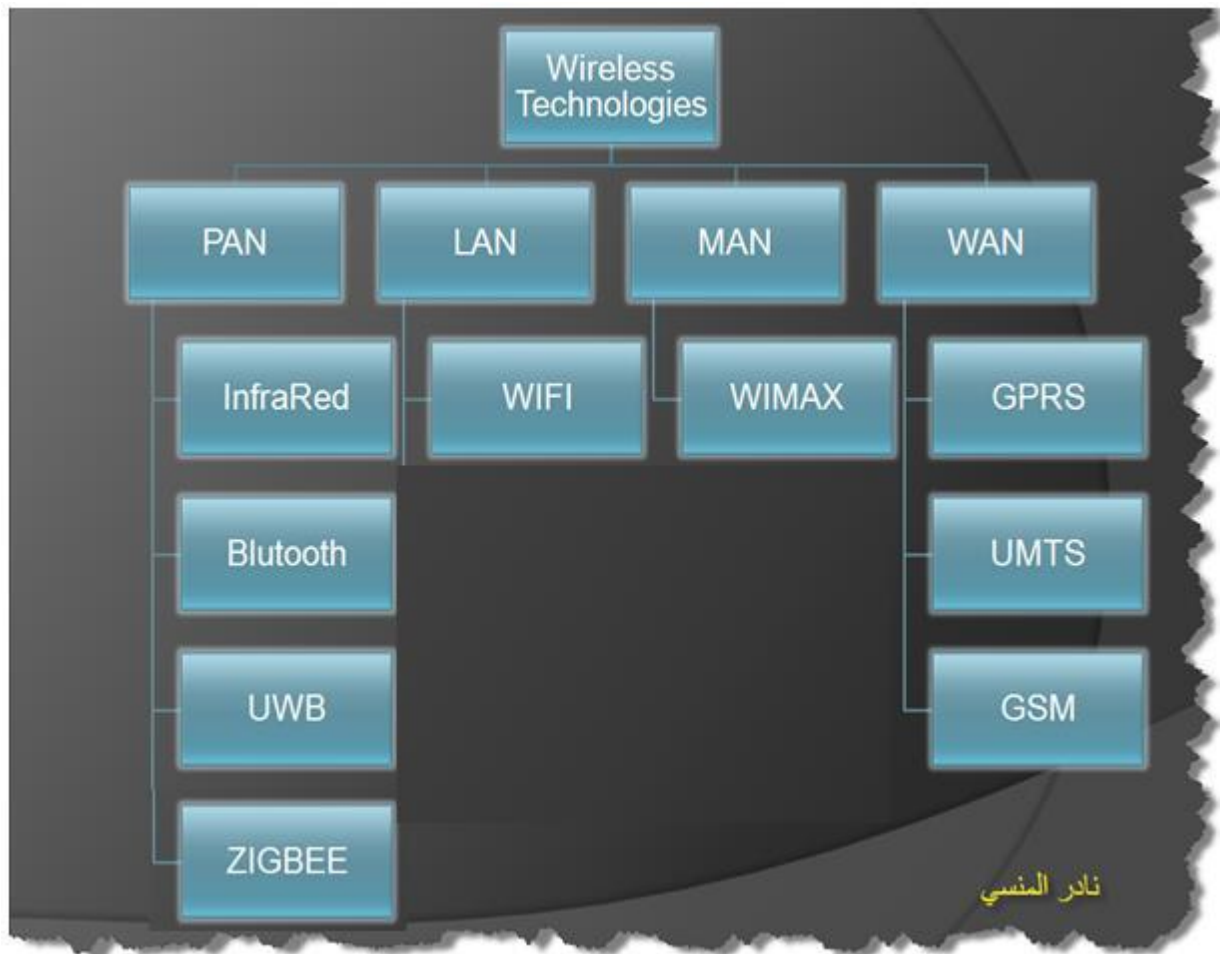 Wireless
Technologies
PAN
LAN
MAN
WAN
InfraRed
WIFI
WIMAX
GPRS
Blutooth
UMTS
UWB
GSM
ZIGBEE
نادر المنسي